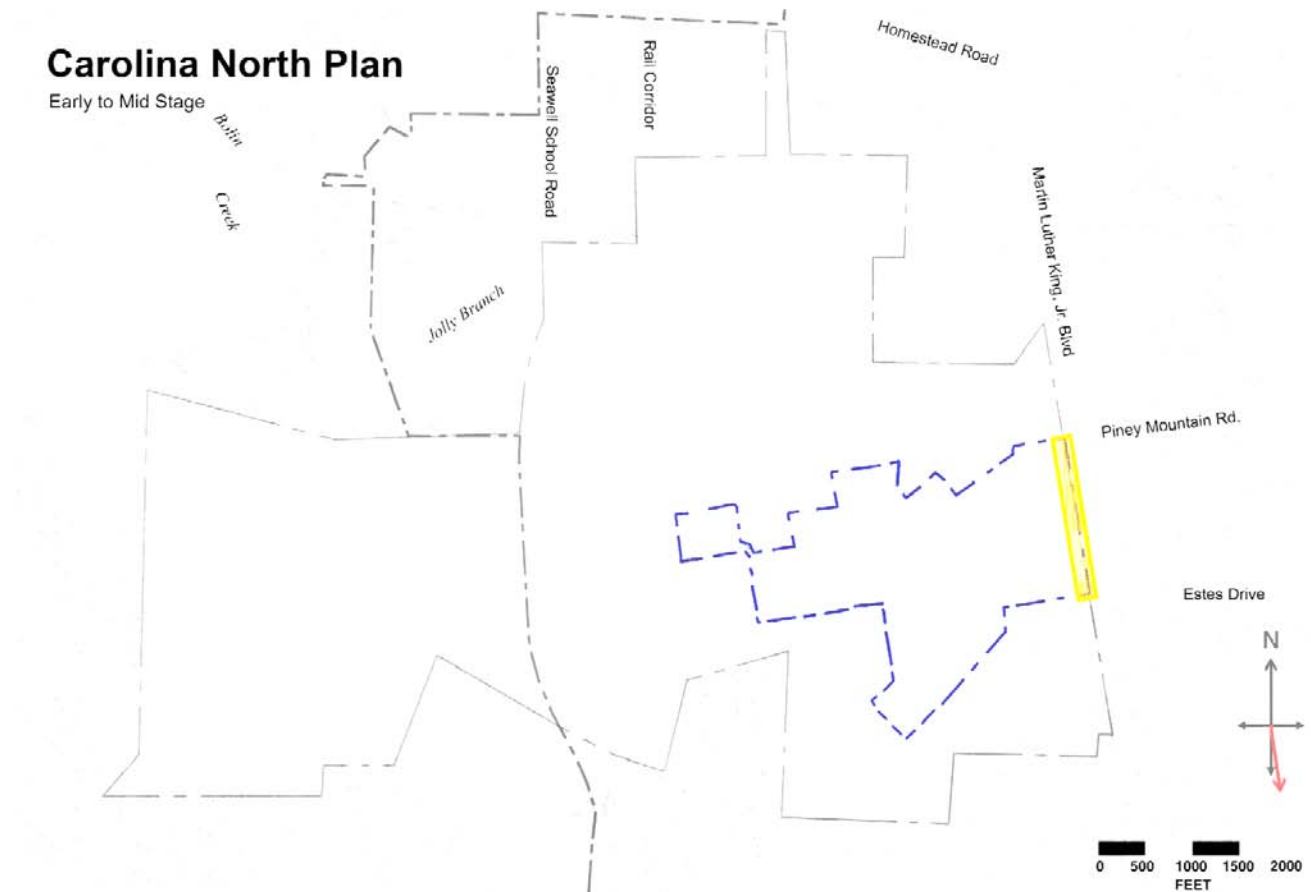 Carolina North Plan
Early to Mid Stage
Homestead Road
Rail Corridor
Seawell School Road
Bolin
Creek
Martin Luther King, Jr. Blvd
Jolly Branch
Piney Mountain Rd.
Estes Drive
N
0 500 1000 1500 2000
FEET